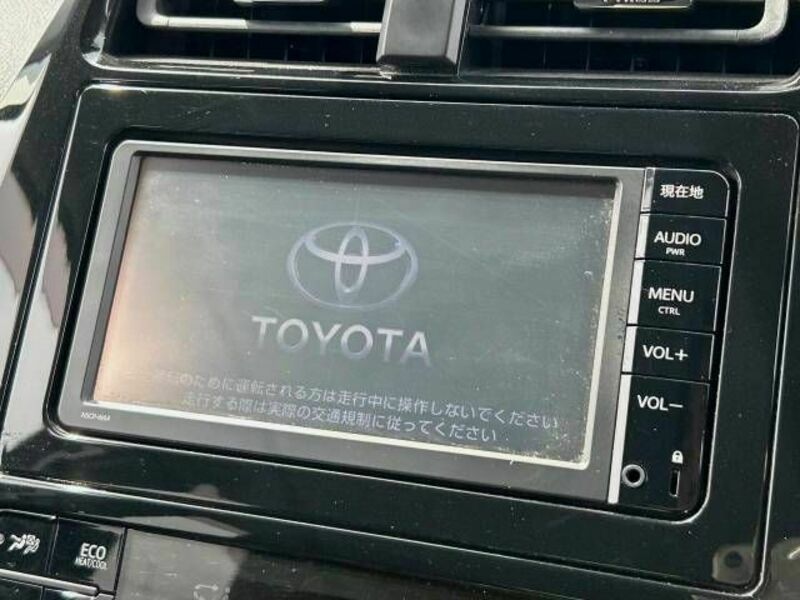 現在地
AUDIO
PWR
MENU
CTRL
VOL+
VOL−
TOYOTA
のために運転される方は走行中に操作しないでください
走行する際は実際の交通規制に従ってください
ECO
HEAT/COOL